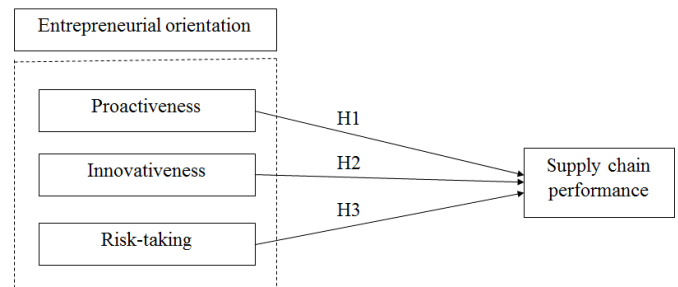 Entrepreneurial orientation
Proactiveness
H1
Innovativeness
H2
Supply chain
performance
Risk-taking
H3